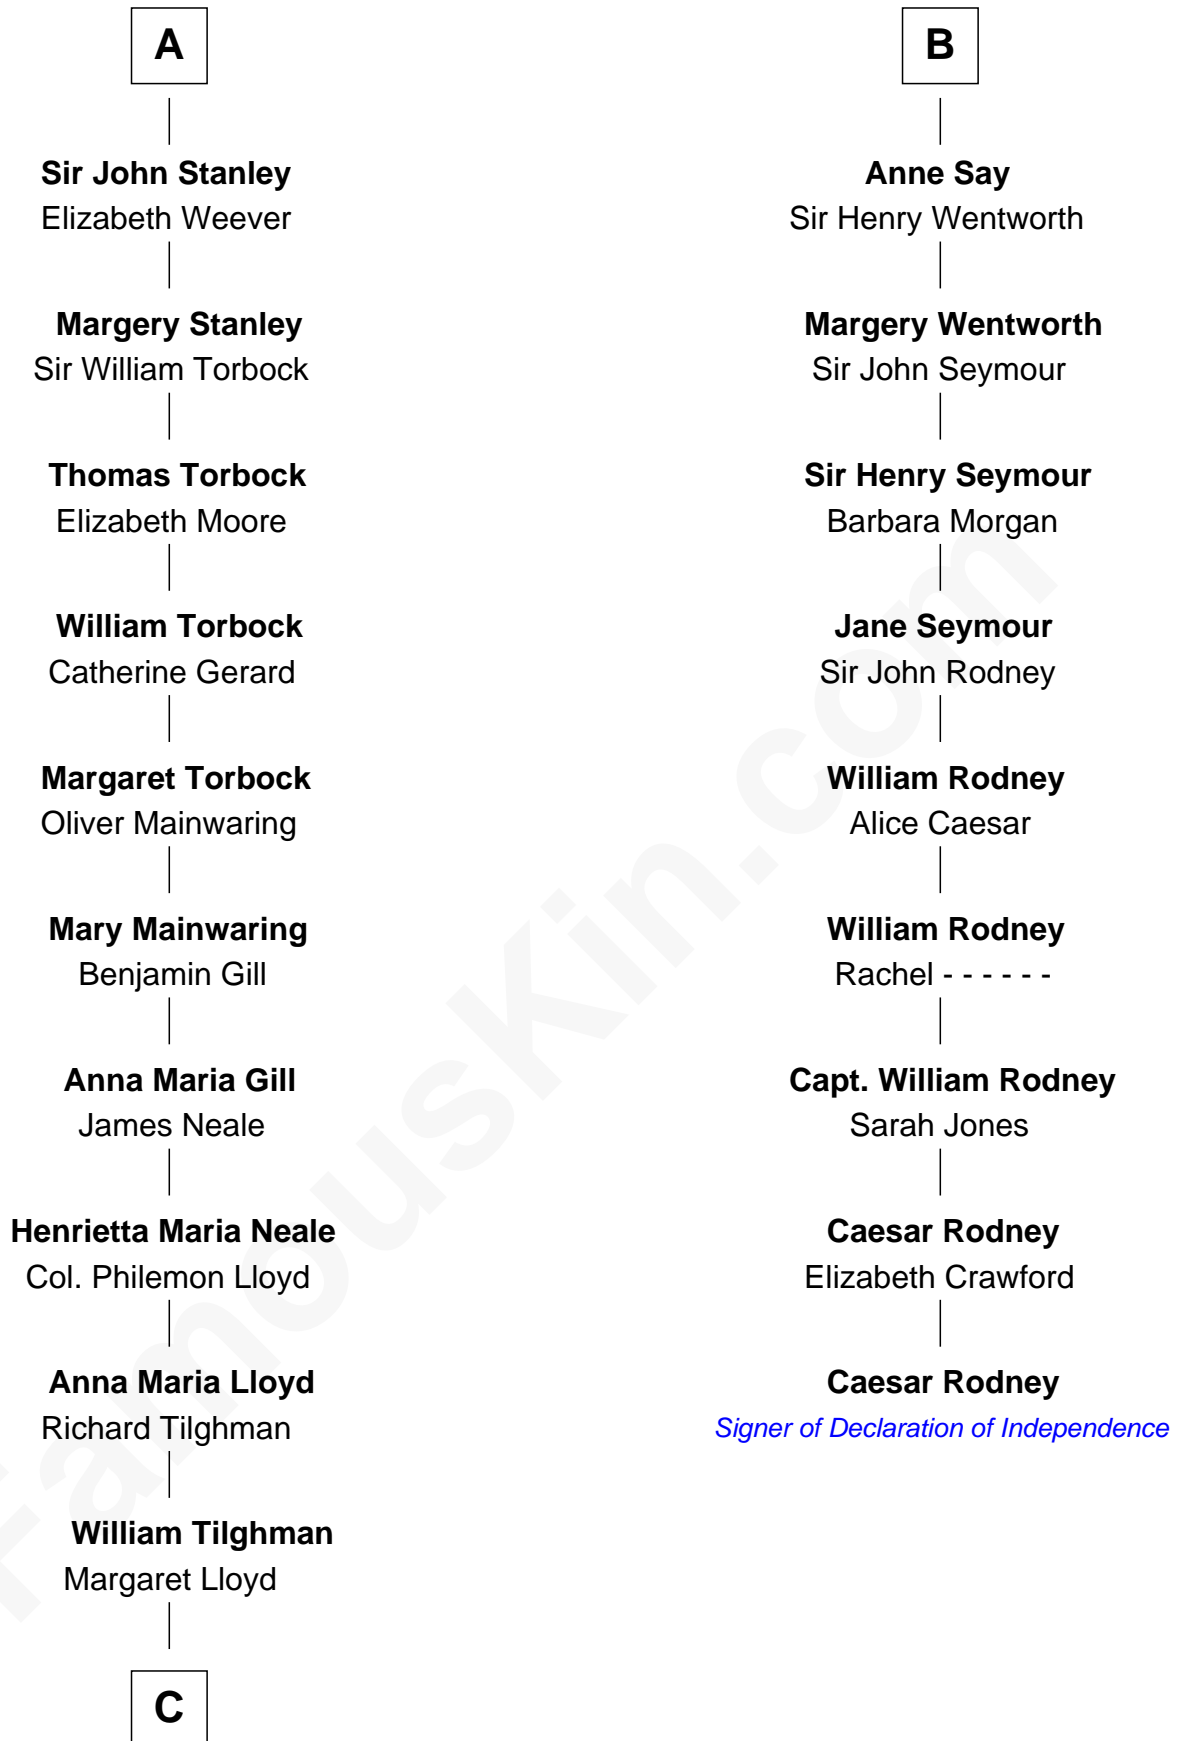 A
Sir John Stanley
Elizabeth Weever
Margery Stanley
Sir William Torbock
Thomas Torbock
Elizabeth Moore
William Torbock
Catherine Gerard
Margaret Torbock
Oliver Mainwaring
Mary Mainwaring
Benjamin Gill
Anna Maria Gill
James Neale
Henrietta Maria Neale
Col. Philemon Lloyd
Anna Maria Lloyd
Richard Tilghman
William Tilghman
Margaret Lloyd
C
B
Anne Say
Sir Henry Wentworth
Margery Wentworth
Sir John Seymour
Sir Henry Seymour
Barbara Morgan
Jane Seymour
Sir John Rodney
William Rodney
Alice Caesar
William Rodney
Rachel - - - - - -
Capt. William Rodney
Sarah Jones
Caesar Rodney
Elizabeth Crawford
Caesar Rodney
Signer of Declaration of Independence
FamousKin.com